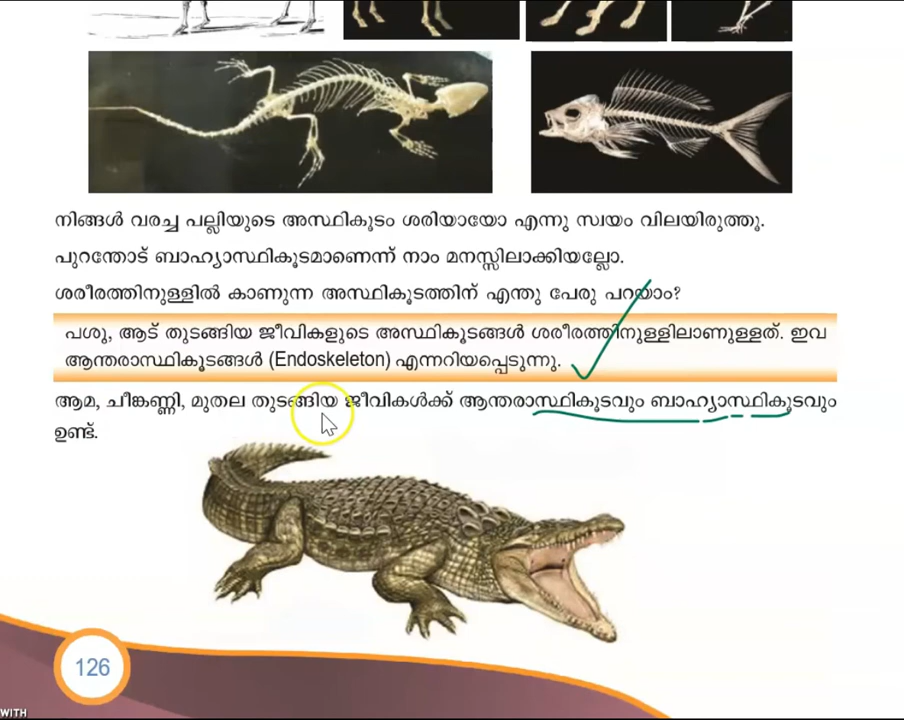 നിങ്ങൾ വരച്ച പല്ലിയുടെ അസ്ഥികൂടം ശരിയായോ എന്നു സ്വയം വിലയിരുത്തൂ.
പുറന്തോട് ബാഹ്യാസ്ഥികൂടമാണെന്ന് നാം മനസ്സിലാക്കിയല്ലോ.
ശരീരത്തിനുള്ളിൽ കാണുന്ന അസ്ഥികൂടത്തിന് എന്തു പേരു പറയാം?
പശു, ആട് തുടങ്ങിയ ജീവികളുടെ അസ്ഥികൂടങ്ങൾ ശരീരത്തിനുള്ളിലാണുള്ളത്. ഇവ
ആന്തരാസ്ഥികൂടങ്ങൾ (Endoskeleton) എന്നറിയപ്പെടുന്നു.
ആമ, ചീങ്കണ്ണി, മുതല തുടങ്ങിയ ജീവികൾക്ക് ആന്തരാസ്ഥികൂടവും ബാഹ്യാസ്ഥികൂടവും
ഉണ്ട്.
126
WITH